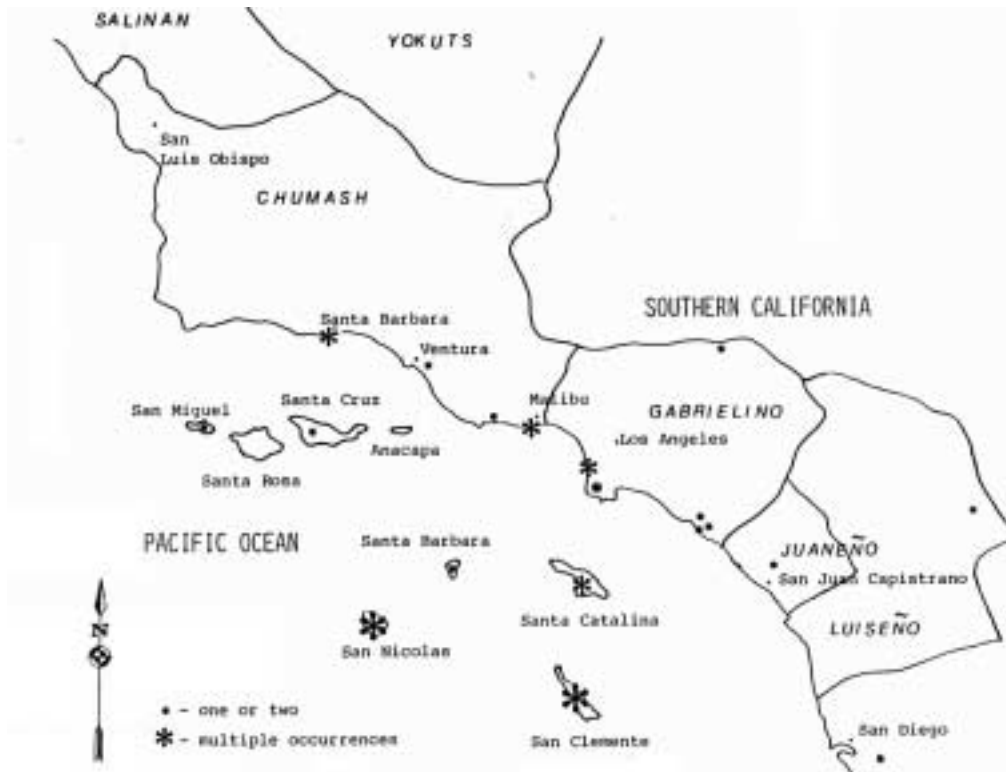 SALINAN
YOKUTS
San
Luis Obispo
CHUMASH
SOUTHERN CALIFORNIA
Santa Barbara
Ventura
Santa Cruz
San Miguel
Malibu
GABRIELINO
Los Angeles
Anacapa
Santa Rosa
PACIFIC OCEAN
Santa Barbara
JUANEÑO
San Juan Capistrano
Santa Catalina
LUISEÑO
N
San Nicolas
• - one or two
San Diego
* - multiple occurrences
San Clemente